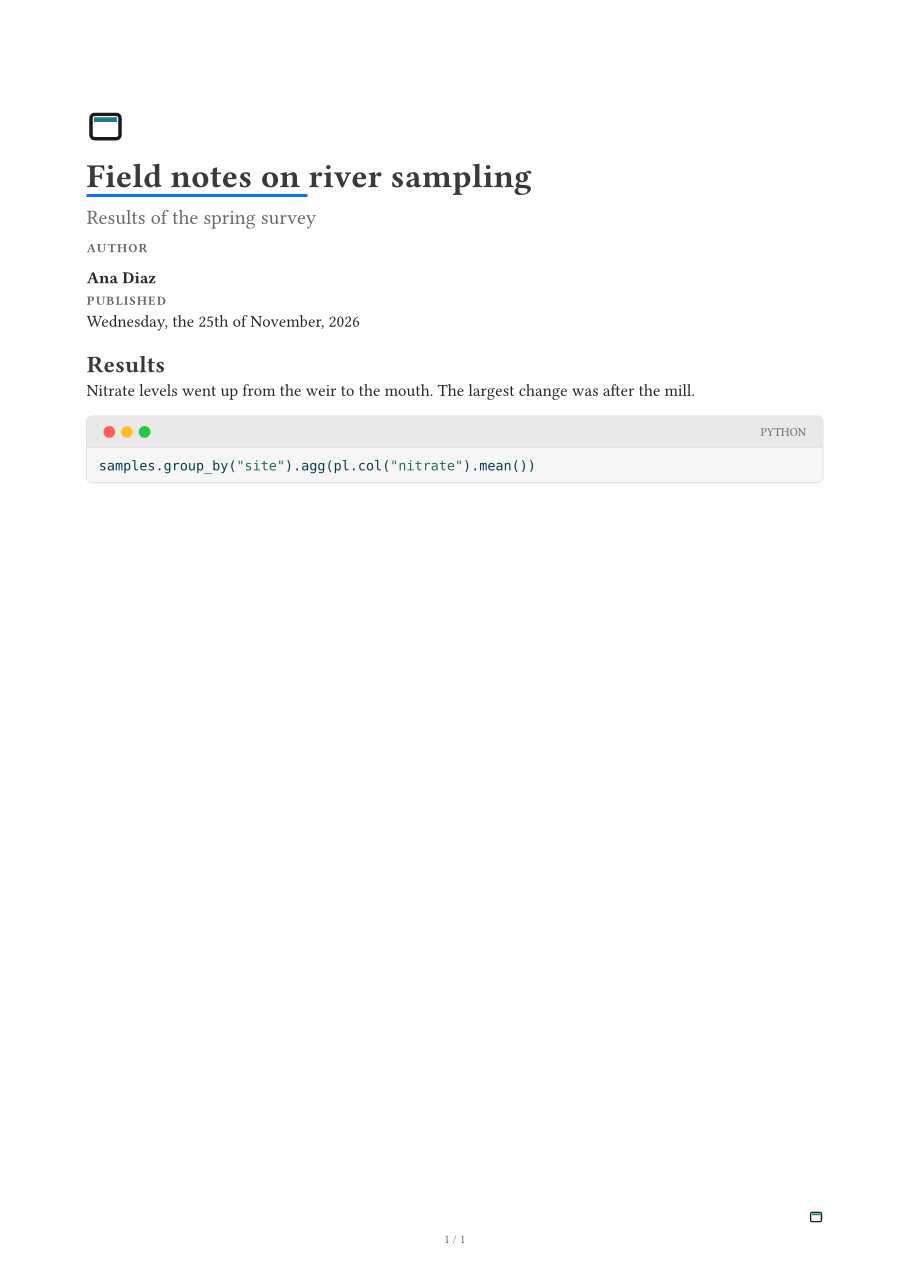 Field notes on river sampling
Results of the spring survey
AUTHOR
Ana Diaz
PUBLISHED
Wednesday, the 25th of November, 2026
Results
Nitrate levels went up from the weir to the mouth. The largest change was after the mill.
PYTHON
samples.group_by("site").agg(pl.col("nitrate").mean())
1 / 1